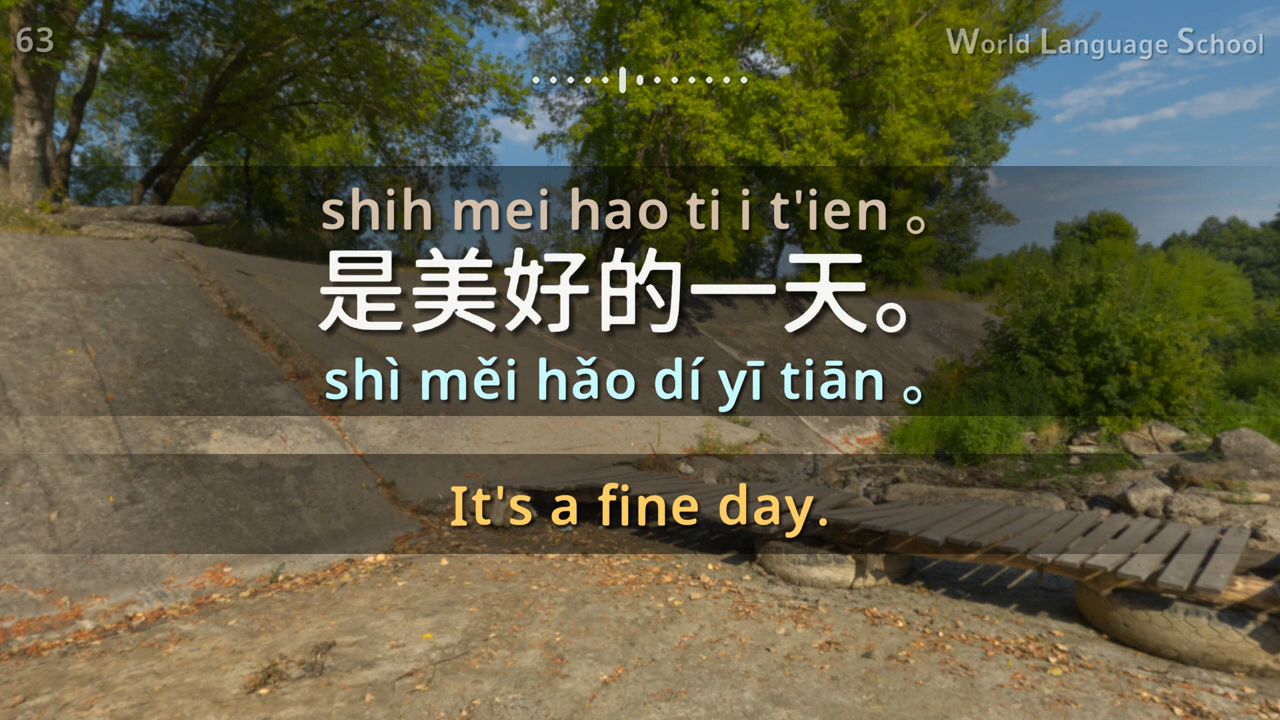 63
World Language School
shih mei hao ti i t'ien 。
是美好的一天。
shì měi hǎo dí yī tiān 。
It's a fine day.